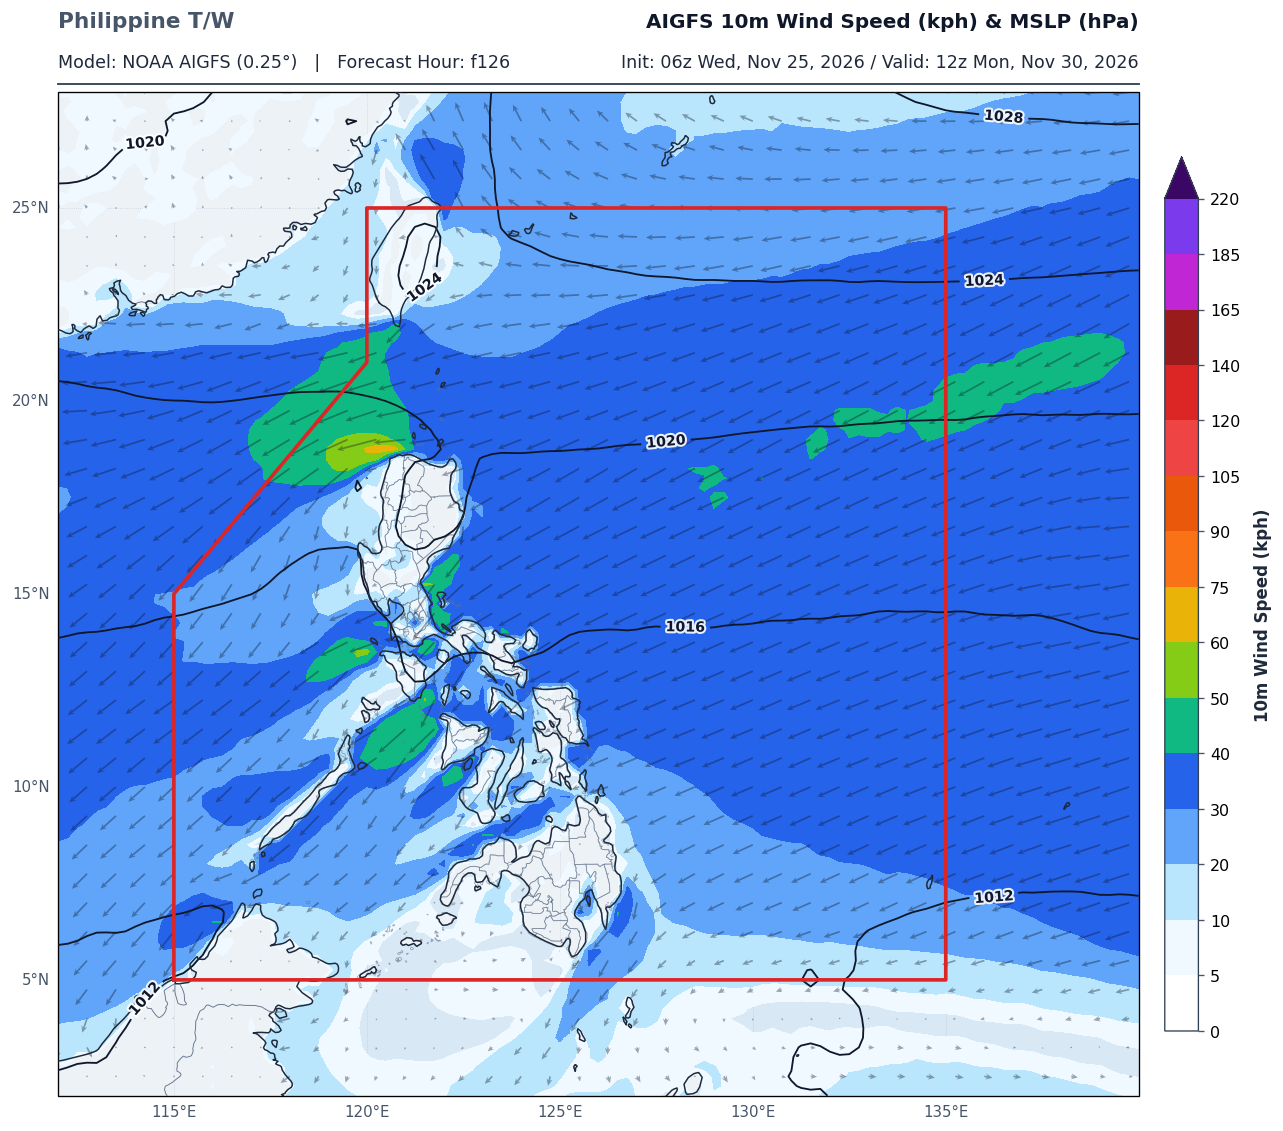 Philippine T/W
AIGFS 10m Wind Speed (kph) & MSLP (hPa)
Model: NOAA AIGFS (0.25°)   |   Forecast Hour: f126
Init: 06z Wed, Nov 25, 2026 / Valid: 12z Mon, Nov 30, 2026
1020
1028
25°N
1024
1024
20°N
1020
15°N
1016
10°N
1012
5°N
1012
115°E
120°E
125°E
130°E
135°E
220
185
165
140
120
105
90
75
60
50
40
30
20
10
5
0
10m Wind Speed (kph)